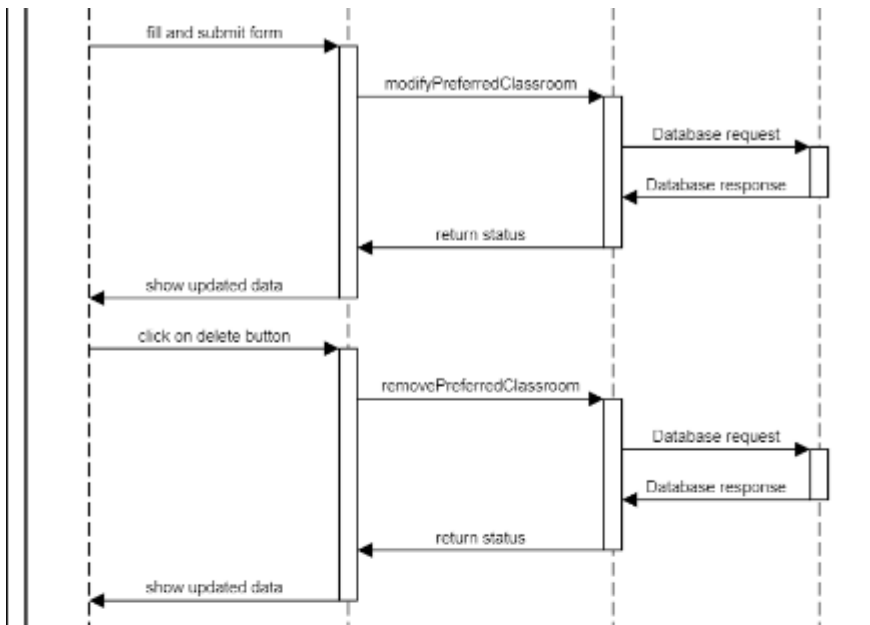 fill and submit form
modifyPreferredClassroom
Database request
Database response
return status
show updated data
click on delete button
removePreferredClassroom
Database request
Database response
return status
show updated data